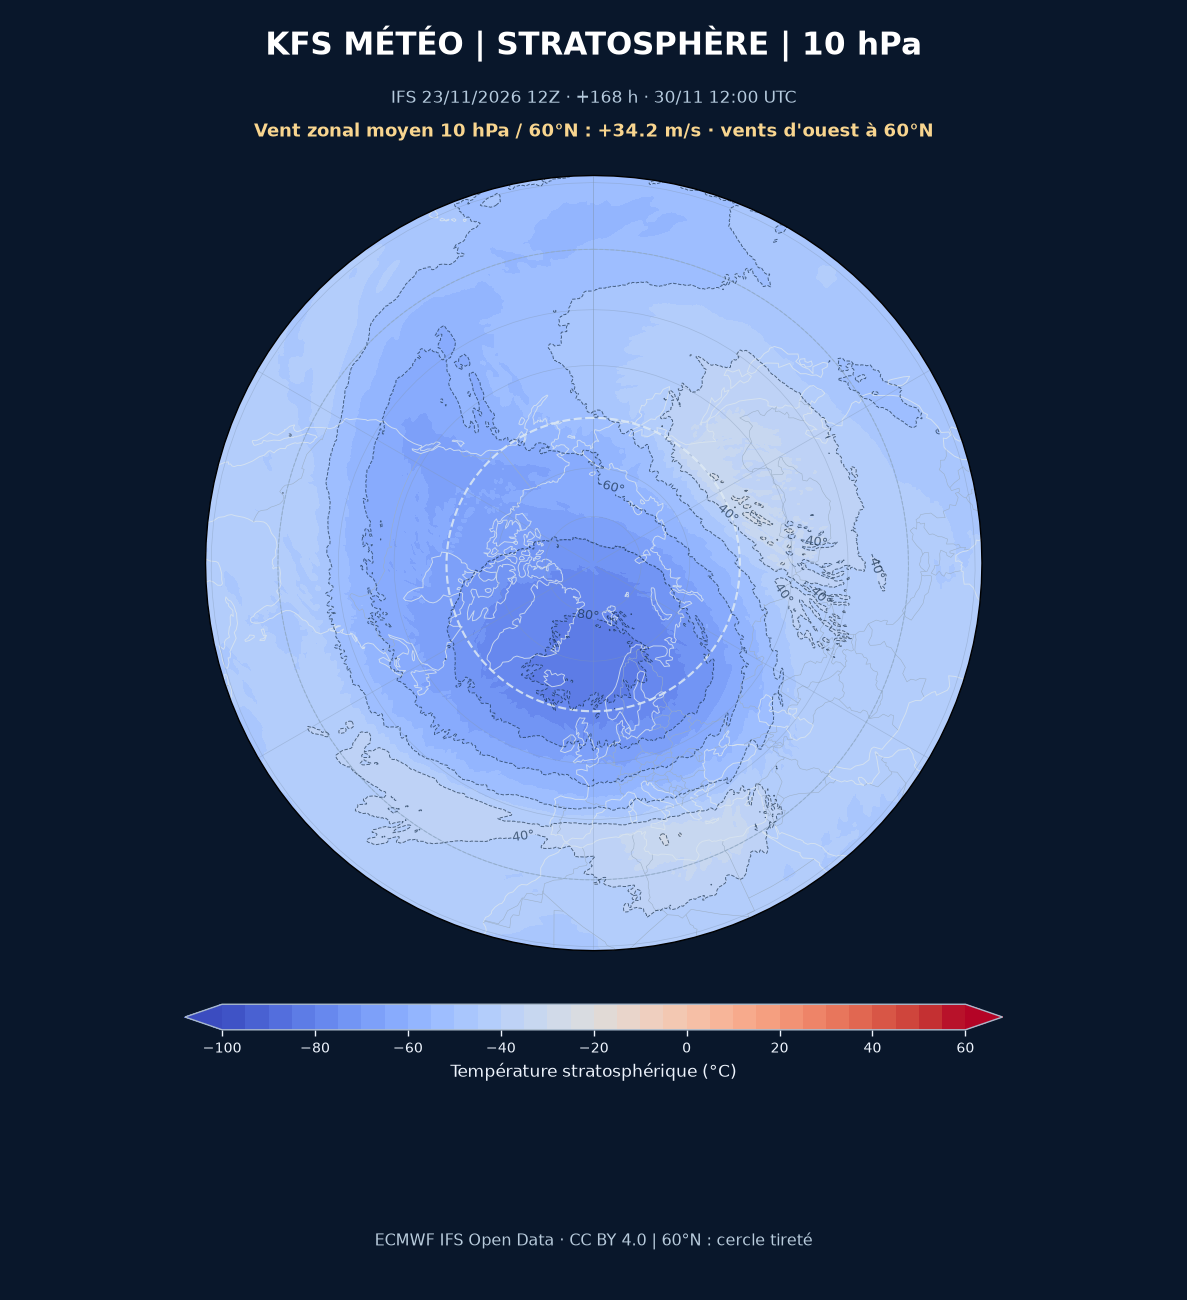 KFS MÉTÉO | STRATOSPHÈRE | 10 hPa
IFS 23/11/2026 12Z · +168 h · 30/11 12:00 UTC
Vent zonal moyen 10 hPa / 60°N : +34.2 m/s · vents d'ouest à 60°N
-60°
-40°
-40°
-40°
-40°
-40°
-80°
-40°
−100 −80 −60 −40 −20 0 20 40 60
Température stratosphérique (°C)
ECMWF IFS Open Data · CC BY 4.0 | 60°N : cercle tireté